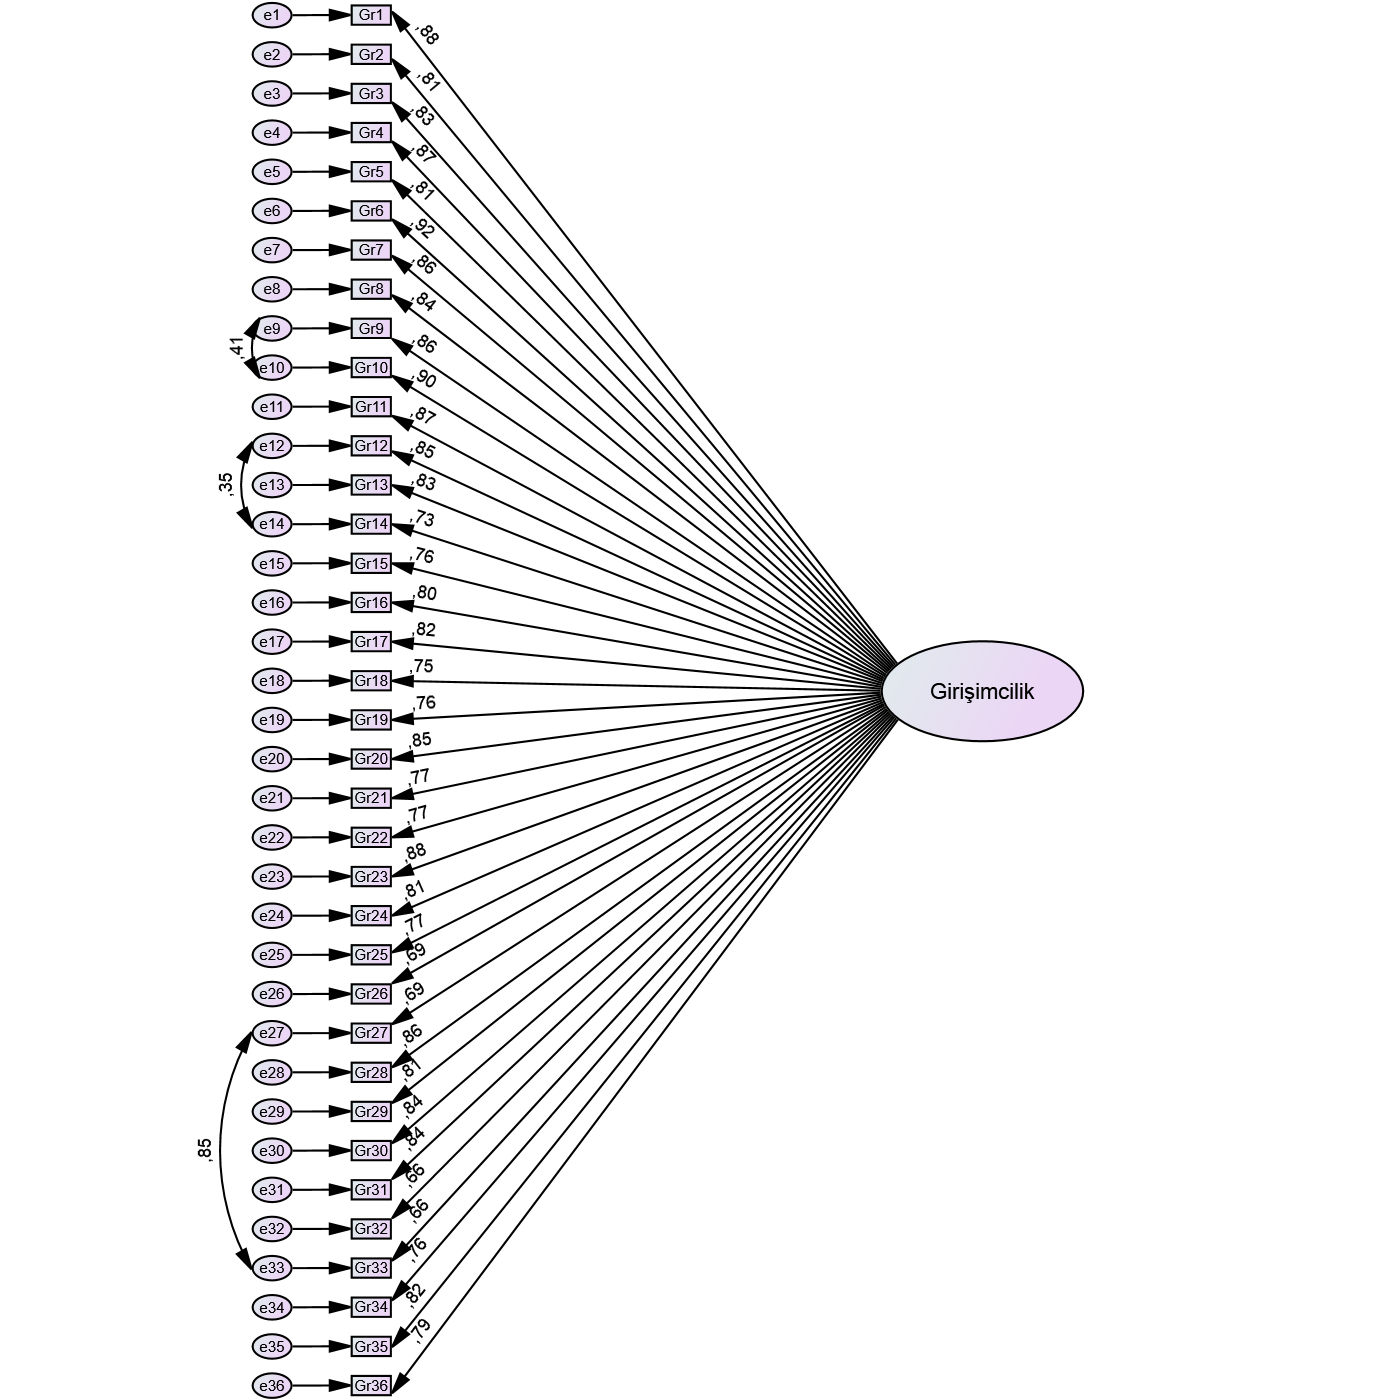 e1 Gr1 ,88
e2 Gr2 ,81
e3 Gr3 ,83
e4 Gr4 ,87
e5 Gr5 ,81
e6 Gr6 ,92
e7 Gr7 ,86
e8 Gr8 ,84
e9 Gr9 ,86
,41
e10 Gr10 ,90
e11 Gr11 ,87
e12 Gr12 ,85
,35
e13 Gr13 ,83
e14 Gr14 ,73
e15 Gr15 ,76
e16 Gr16 ,80
e17 Gr17 ,82
e18 Gr18 ,75
Girişimcilik
e19 Gr19 ,76
e20 Gr20 ,85
e21 Gr21 ,77
e22 Gr22 ,77
e23 Gr23 ,88
e24 Gr24 ,81
e25 Gr25 ,77
e26 Gr26 ,69
e27 Gr27 ,69
e28 Gr28 ,86
e29 Gr29 ,81
e30 Gr30 ,84
,85
e31 Gr31 ,84
e32 Gr32 ,66
e33 Gr33 ,66
e34 Gr34 ,76
e35 Gr35 ,82
e36 Gr36 ,79